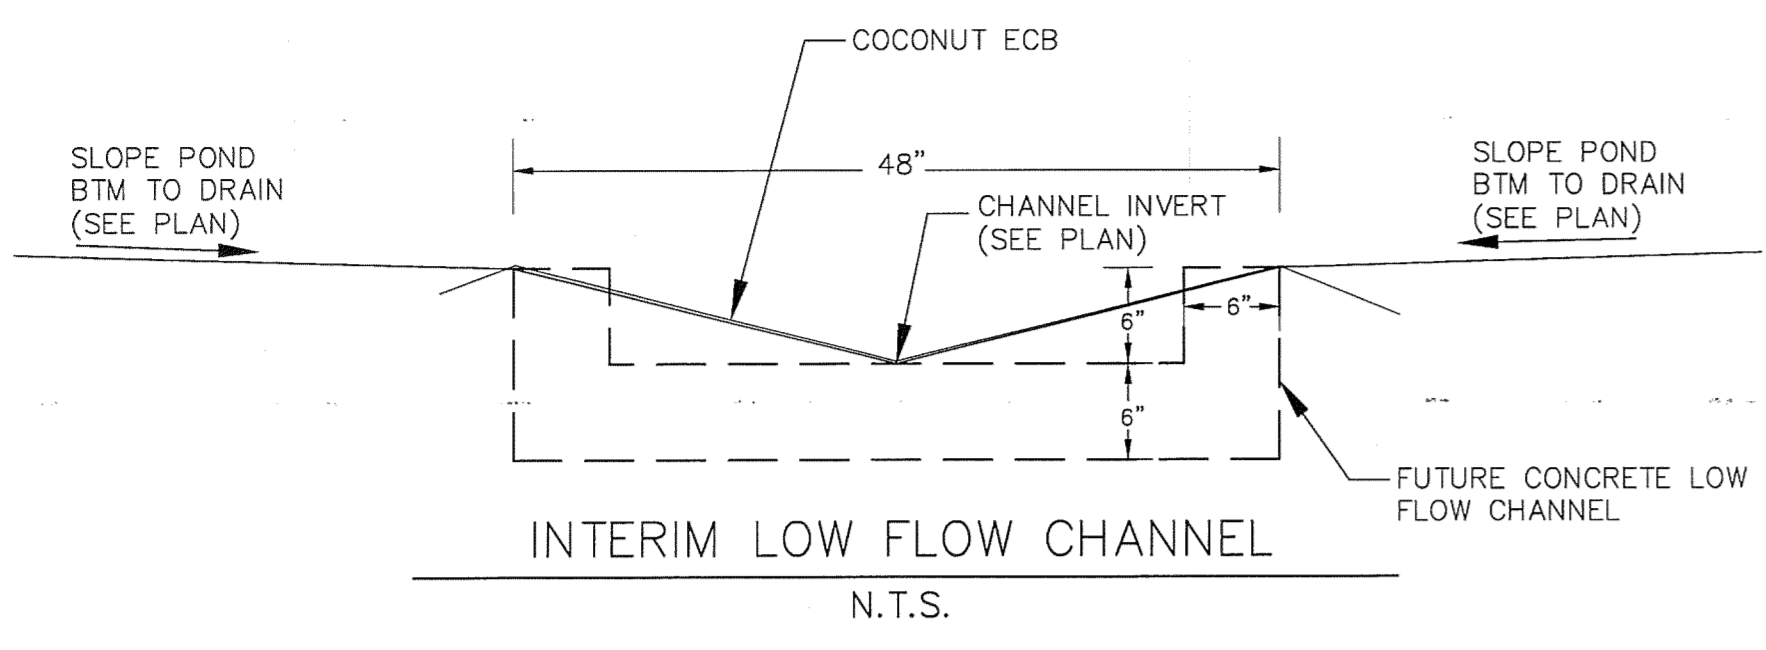 COCONUT ECB
SLOPE POND
BTM TO DRAIN
(SEE PLAN)
48"
CHANNEL INVERT
(SEE PLAN)
SLOPE POND
BTM TO DRAIN
(SEE PLAN)
6"
6"
6"
FUTURE CONCRETE LOW
FLOW CHANNEL
INTERIM LOW FLOW CHANNEL
N.T.S.